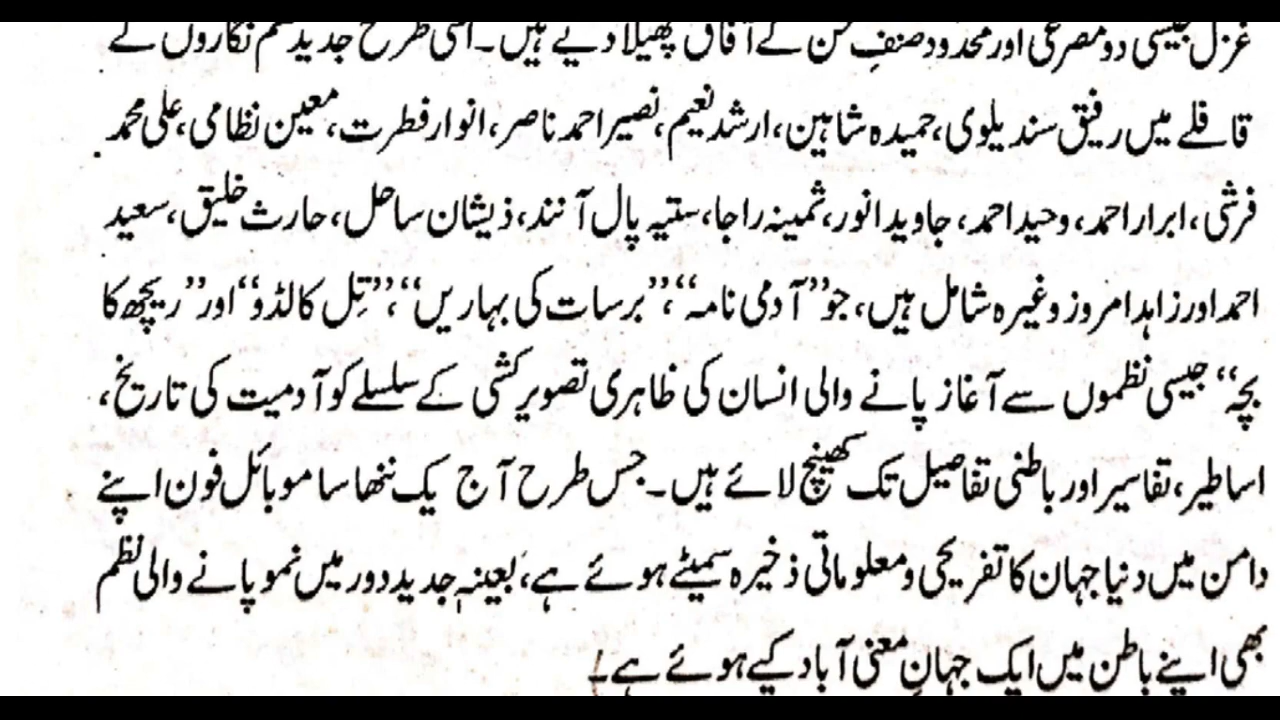 غزل جیسی دو مصرعی اور محدود صنفِ سخن کے آفاق پھیلا دیے ہیں۔ اسی طرح جدید نظم نگاروں کے
قافلے میں رفیق سندیلوی، حمیدہ شاہین، ارشد نعیم، نصیر احمد ناصر، انوار فطرت، معین نظامی، علی محمد
فرشی، ابرار احمد، وحید احمد، جاوید انور، ثمینہ راجا، ستیہ پال آنند، ذیشان ساحل، حارث خلیق، سعید
احمد اور زاہد امروز وغیرہ شامل ہیں، جو ”آدمی نامہ“، ”برسات کی بہاریں“، ”تِل کا لڈو“ اور ”ریچھ کا
بچہ“ جیسی نظموں سے آغاز پانے والی انسان کی ظاہری تصویر کشی کے سلسلے کو آدمیت کی تاریخ،
اساطیر، تفاسیر اور باطنی تفاصیل تک کھینچ لائے ہیں۔ جس طرح آج یک ننھا سا موبائل فون اپنے
دامن میں دنیا جہان کا تفریحی و معلوماتی ذخیرہ سمیٹے ہوئے ہے، بعینہٖ جدید دور میں نمو پانے والی نظم
بھی اپنے باطن میں ایک جہانِ معنی آباد کیے ہوئے ہے!